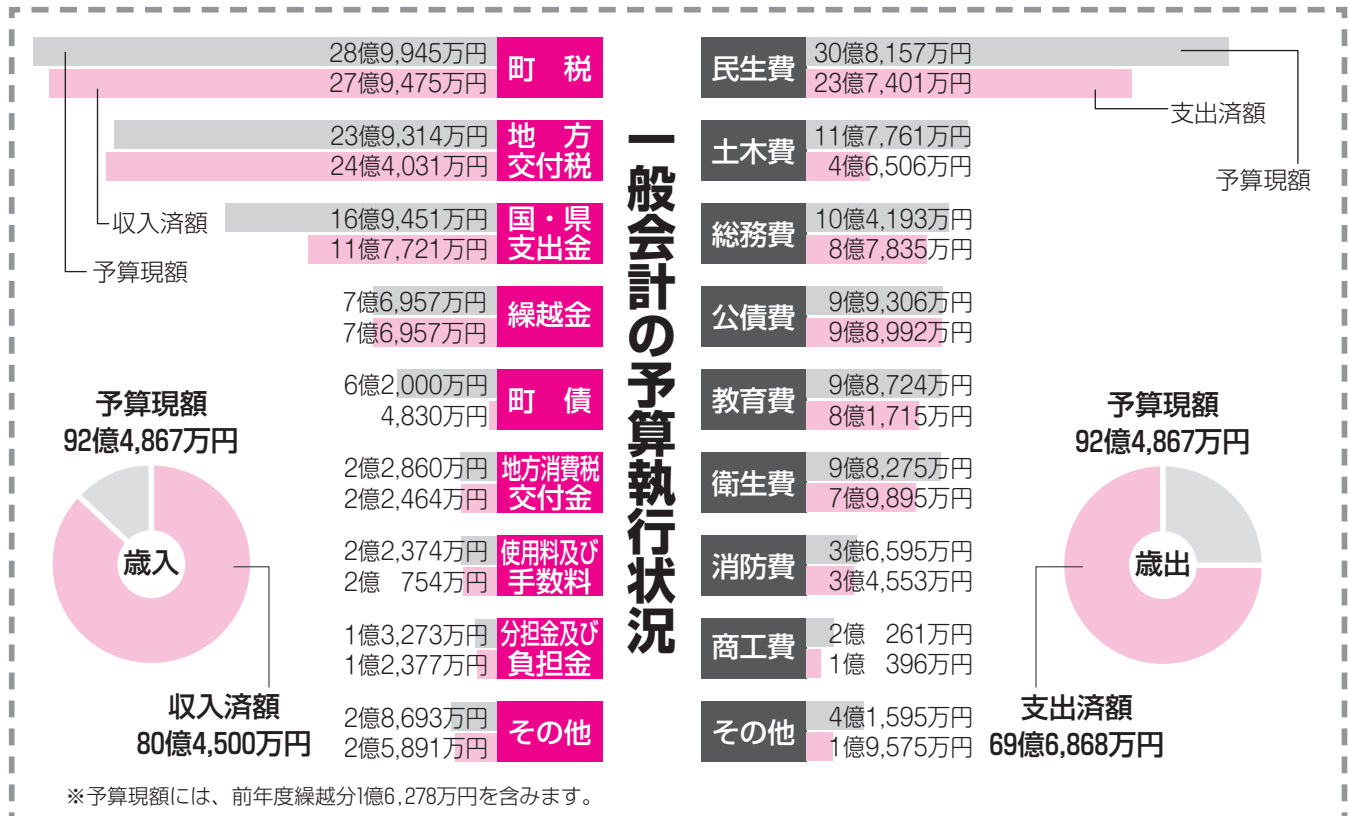 一般会計の予算執行状況
28億9,945万円
27億9,475万円
町 税
23億9,314万円
24億4,031万円
地 方
交付税
16億9,451万円
11億7,721万円
国・県
支出金
収入済額
予算現額
7億6,957万円
7億6,957万円
繰越金
6億2,000万円
4,830万円
町 債
2億2,860万円
2億2,464万円
地方消費税
交付金
2億2,374万円
2億 754万円
使用料及び
手数料
1億3,273万円
1億2,377万円
分担金及び
負担金
2億8,693万円
2億5,891万円
その他
予算現額
92億4,867万円
歳入
収入済額
80億4,500万円
民生費
30億8,157万円
23億7,401万円
支出済額
予算現額
土木費
11億7,761万円
4億6,506万円
総務費
10億4,193万円
8億7,835万円
公債費
9億9,306万円
9億8,992万円
教育費
9億8,724万円
8億1,715万円
衛生費
9億8,275万円
7億9,895万円
消防費
3億6,595万円
3億4,553万円
商工費
2億 261万円
1億 396万円
その他
4億1,595万円
1億9,575万円
予算現額
92億4,867万円
歳出
支出済額
69億6,868万円
※予算現額には、前年度繰越分1億6,278万円を含みます。